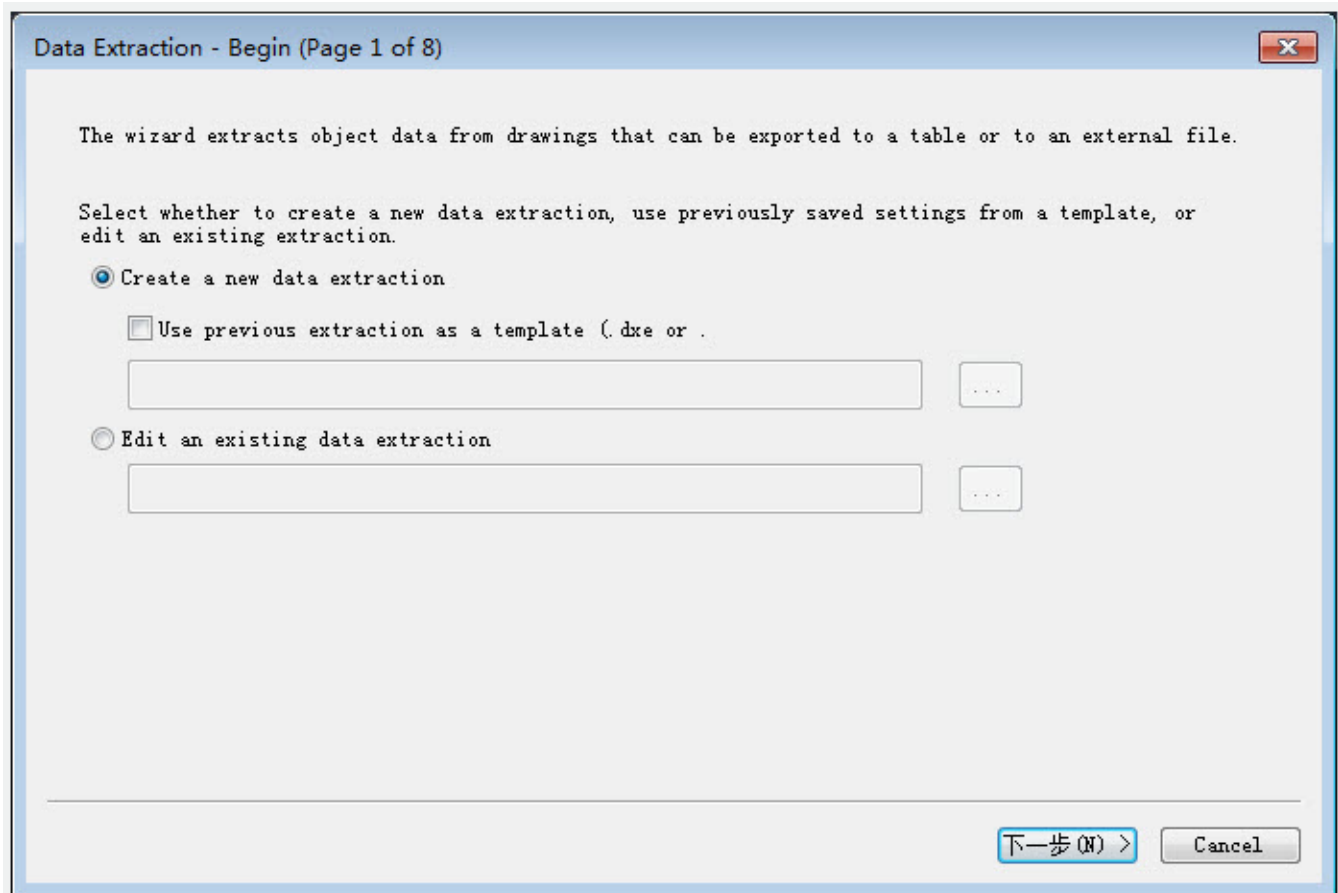 Data Extraction - Begin (Page 1 of 8)
The wizard extracts object data from drawings that can be exported to a table or to an external file.
Select whether to create a new data extraction, use previously saved settings from a template, or
edit an existing extraction.
Create a new data extraction
Use previous extraction as a template (.dxe or .
...
Edit an existing data extraction
...
下一步(N) >
Cancel